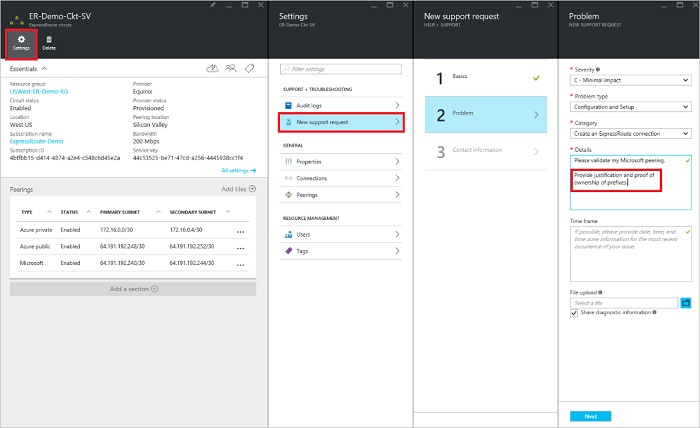 ER-Demo-Ckt-SV
ExpressRoute circuit
Settings
Delete
Essentials
Resource group
USWest-ER-Demo-RG
Circuit status
Enabled
Location
West US
Subscription name
ExpressRoute-Demo
Subscription ID
4bffbb15-d414-4874-a2e4-c548c6d45e2a
Provider
Equinix
Provider status
Provisioned
Peering location
Silicon Valley
Bandwidth
200 Mbps
Service key
44c13525-be71-47cd-a256-4445938cc1f4
All settings →
Peerings
Add tiles
TYPE STATUS PRIMARY SUBNET SECONDARY SUBNET
Azure private Enabled 172.16.0.0/30 172.16.0.4/30 ...
Azure public Enabled 64.191.192.248/30 64.191.192.252/30 ...
Microsoft Enabled 64.191.192.240/30 64.191.192.244/30 ...
Add a section
Settings
ER-Demo-Ckt-SV
Filter settings
SUPPORT + TROUBLESHOOTING
Audit logs
New support request
GENERAL
Properties
Connections
Peerings
RESOURCE MANAGEMENT
Users
Tags
New support request
HELP + SUPPORT
1 Basics
2 Problem
3 Contact information
Problem
NEW SUPPORT REQUEST
* Severity
C - Minimal impact
* Problem type
Configuration and Setup
* Category
Create an ExpressRoute connection
* Details
Please validate my Microsoft peering.
Provide justification and proof of
ownership of prefixes
Time frame
If possible, please provide date, time, and
time zone information for the most recent
occurrence of your issue.
File upload
Select a file
Share diagnostic information
Next